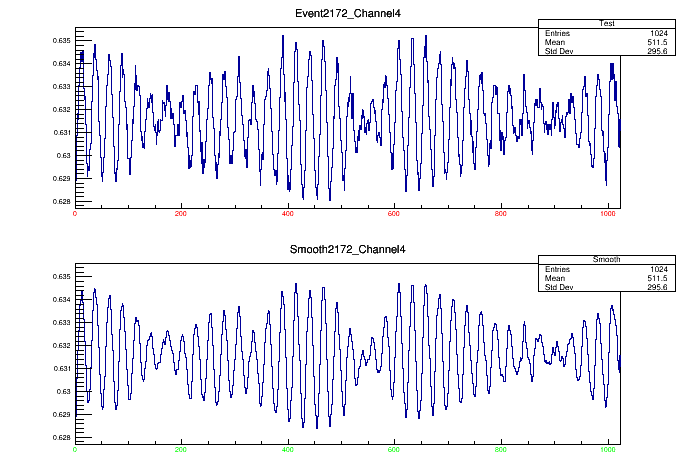 Event2172_Channel4
Test
Entries 1024
Mean 511.5
Std Dev 295.6
0.635
0.634
0.633
0.632
0.631
0.63
0.629
0.628
0 200 400 600 800 1000
Smooth2172_Channel4
Smooth
Entries 1024
Mean 511.5
Std Dev 295.6
0.635
0.634
0.633
0.632
0.631
0.63
0.629
0.628
0 200 400 600 800 1000